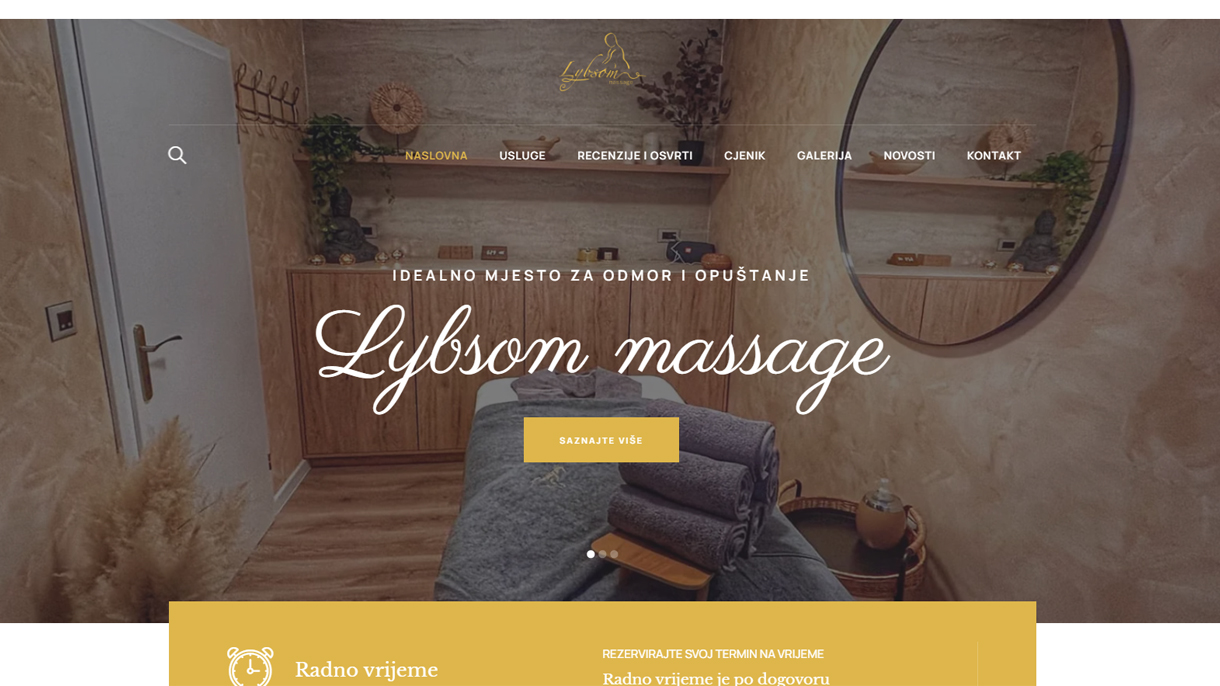 Lybsom
NASLOVNA USLUGE RECENZIJE I OSVRTI CJENIK GALERIJA NOVOSTI KONTAKT
IDEALNO MJESTO ZA ODMOR I OPUŠTANJE
Lybsom massage
SAZNAJTE VIŠE
Radno vrijeme
REZERVIRAJTE SVOJ TERMIN NA VRIJEME
Radno vrijeme je po dogovoru